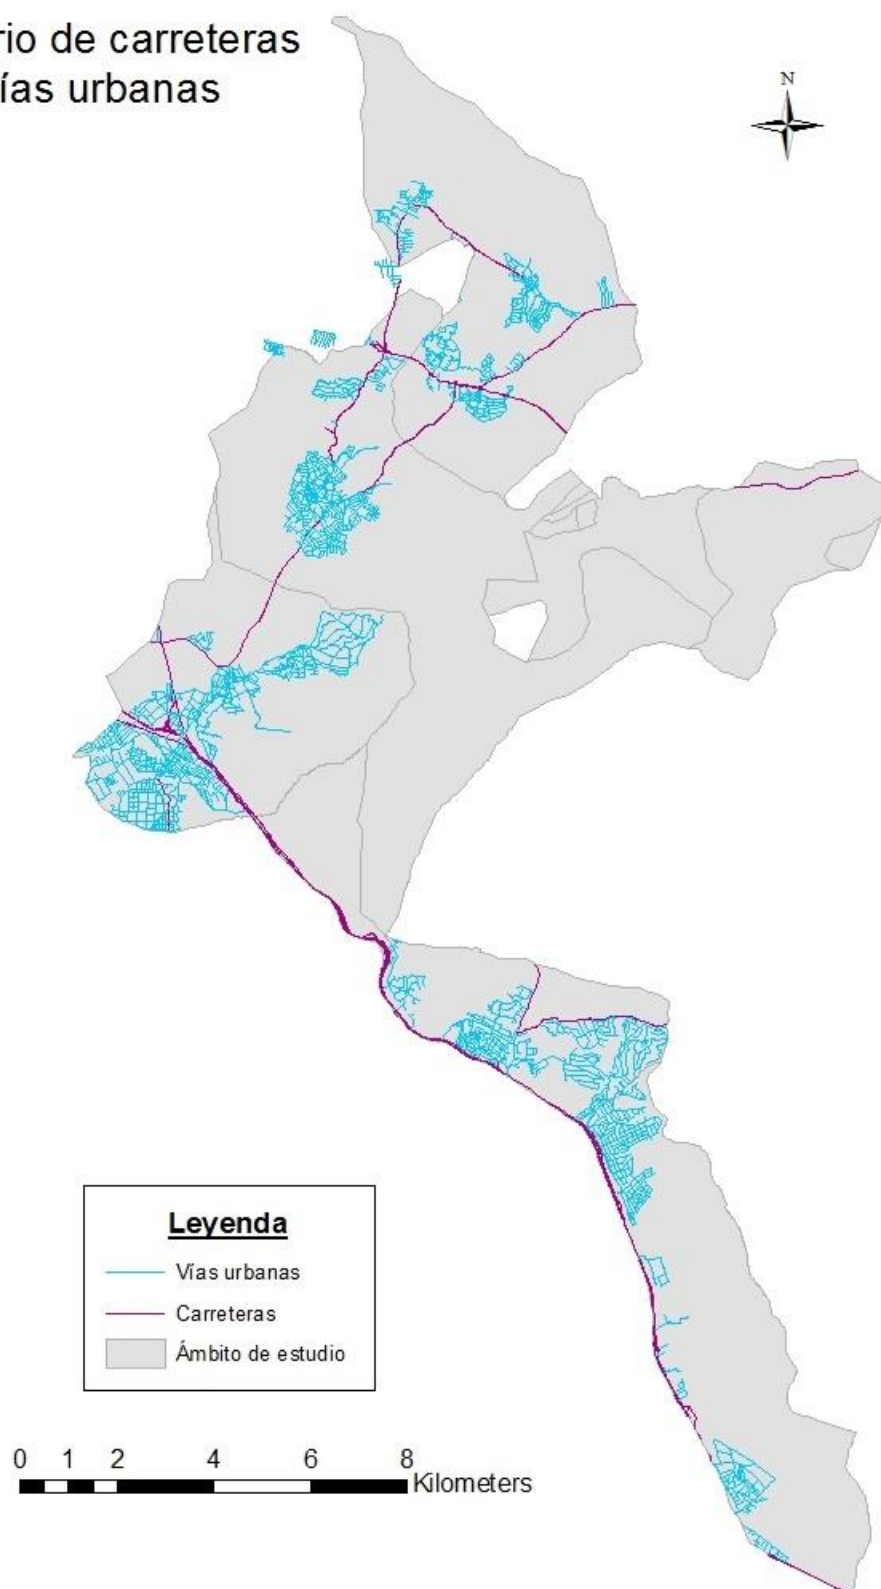 rio de carreteras
ías urbanas
N
Leyenda
Vías urbanas
Carreteras
Ámbito de estudio
0 1 2 4 6 8
Kilometers